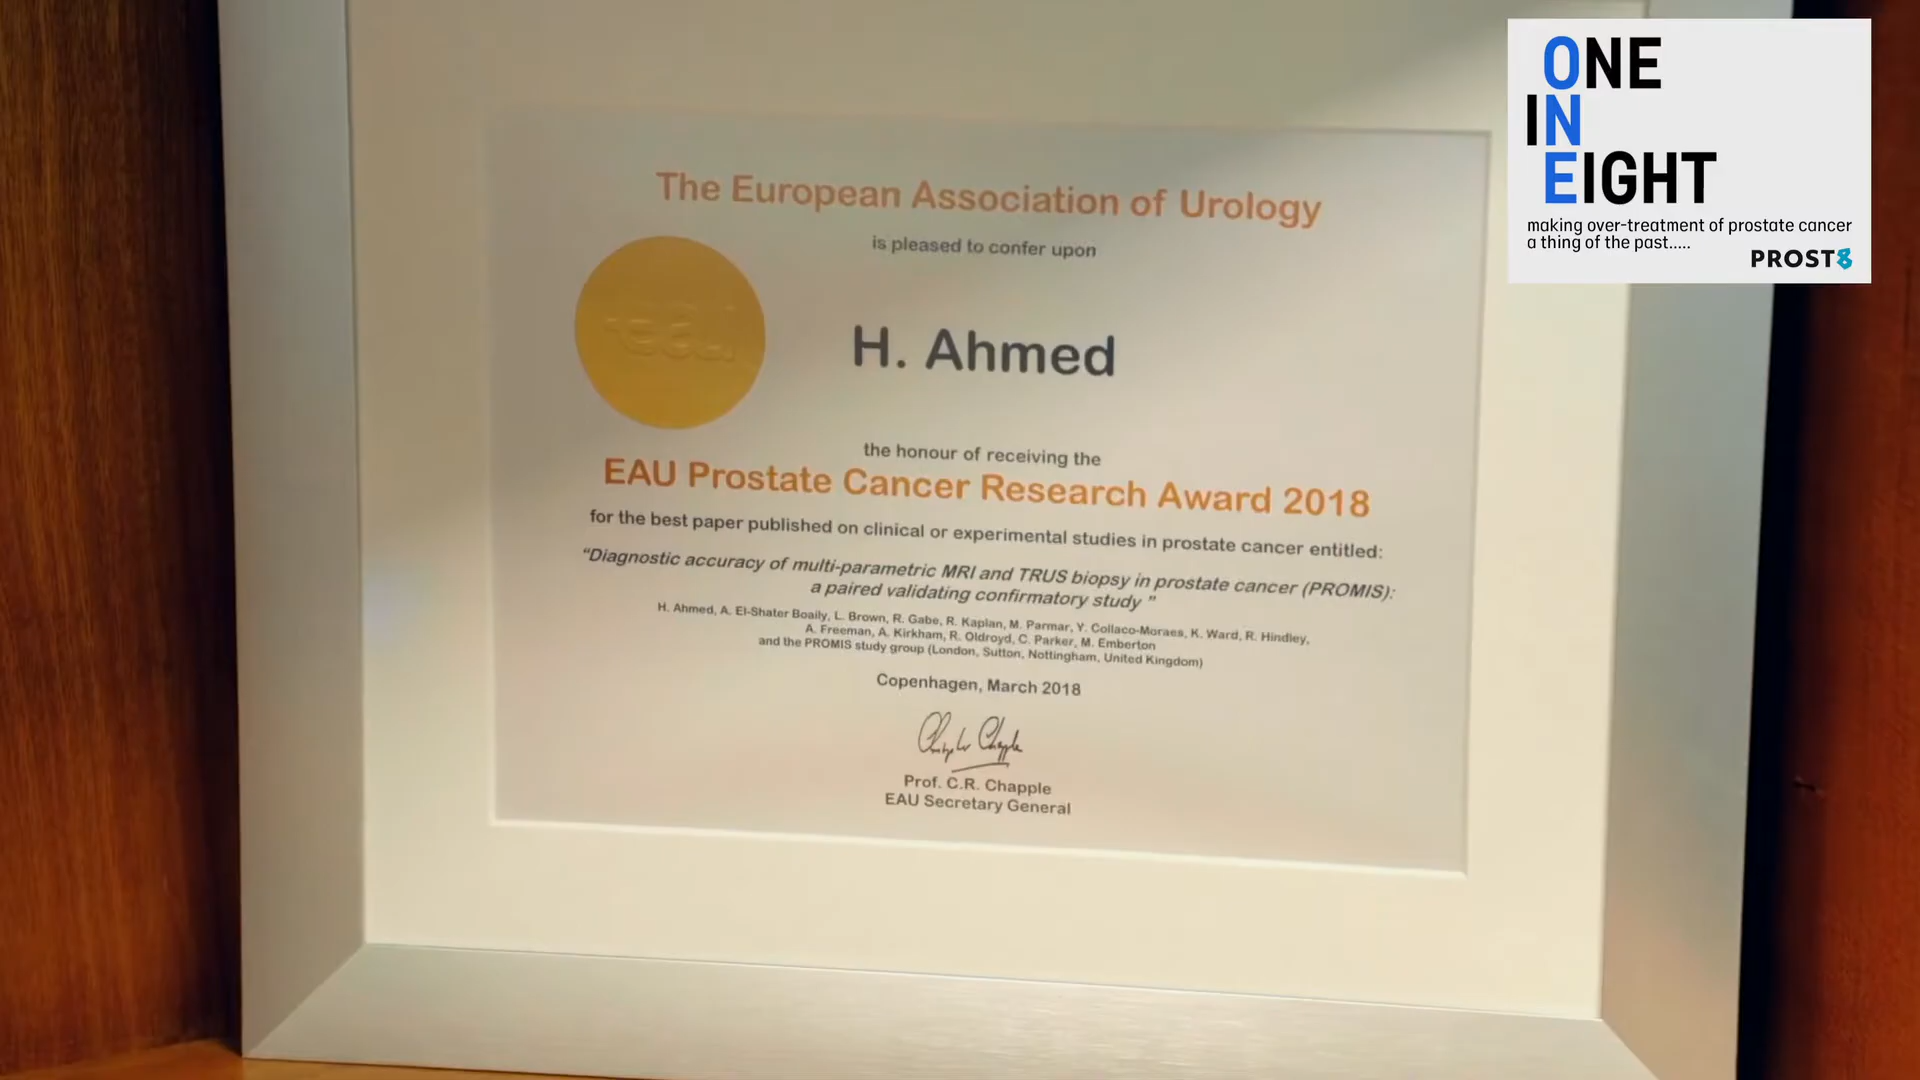 The European Association of Urology
is pleased to confer upon
eau
H. Ahmed
the honour of receiving the
EAU Prostate Cancer Research Award 2018
for the best paper published on clinical or experimental studies in prostate cancer entitled:
“Diagnostic accuracy of multi-parametric MRI and TRUS biopsy in prostate cancer (PROMIS):
a paired validating confirmatory study ”
H. Ahmed, A. El-Shater Boaily, L. Brown, R. Gabe, R. Kaplan, M. Parmar, Y. Collaco-Moraes, K. Ward, R. Hindley,
A. Freeman, A. Kirkham, R. Oldroyd, C. Parker, M. Emberton
and the PROMIS study group (London, Sutton, Nottingham, United Kingdom)
Copenhagen, March 2018
Prof. C.R. Chapple
EAU Secretary General
ONE
IN
EIGHT
making over-treatment of prostate cancer
a thing of the past.....
PROST8